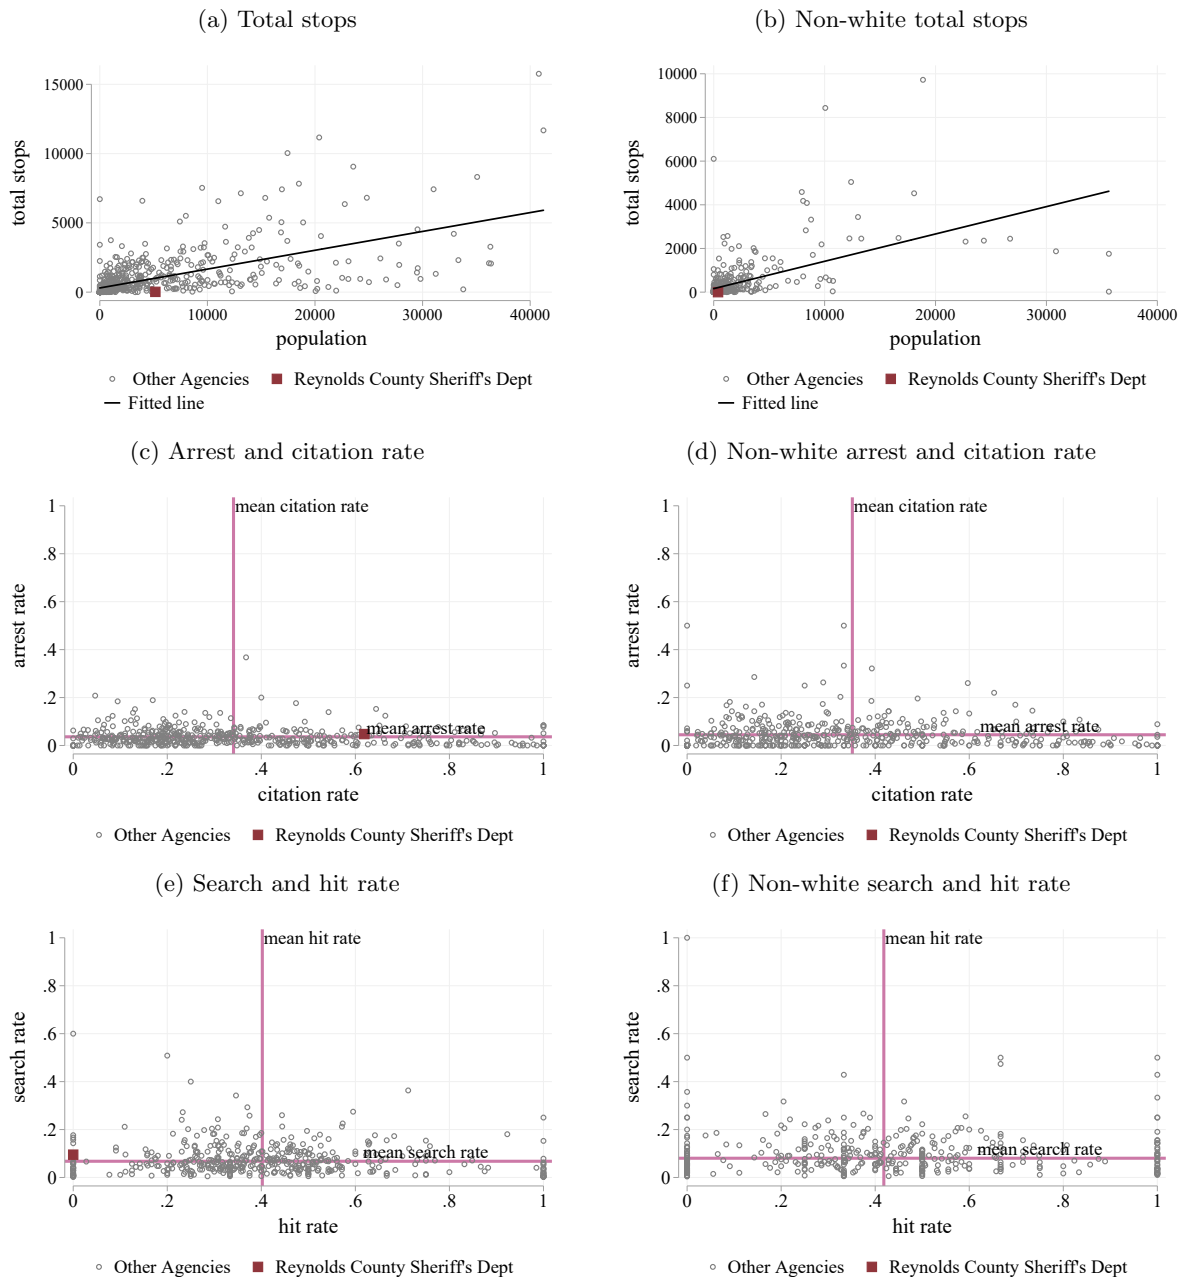 (a) Total stops
total stops
15000
10000
5000
0
0 10000 20000 30000 40000
population
Other Agencies Reynolds County Sheriff's Dept
Fitted line
(b) Non-white total stops
total stops
10000
8000
6000
4000
2000
0
0 10000 20000 30000 40000
population
Other Agencies Reynolds County Sheriff's Dept
Fitted line
(c) Arrest and citation rate
arrest rate
1
.8
.6
.4
.2
0
mean citation rate
mean arrest rate
0 .2 .4 .6 .8 1
citation rate
Other Agencies Reynolds County Sheriff's Dept
(d) Non-white arrest and citation rate
arrest rate
1
.8
.6
.4
.2
0
mean citation rate
mean arrest rate
0 .2 .4 .6 .8 1
citation rate
Other Agencies Reynolds County Sheriff's Dept
(e) Search and hit rate
search rate
1
.8
.6
.4
.2
0
mean hit rate
mean search rate
0 .2 .4 .6 .8 1
hit rate
Other Agencies Reynolds County Sheriff's Dept
(f) Non-white search and hit rate
search rate
1
.8
.6
.4
.2
0
mean hit rate
mean search rate
0 .2 .4 .6 .8 1
hit rate
Other Agencies Reynolds County Sheriff's Dept